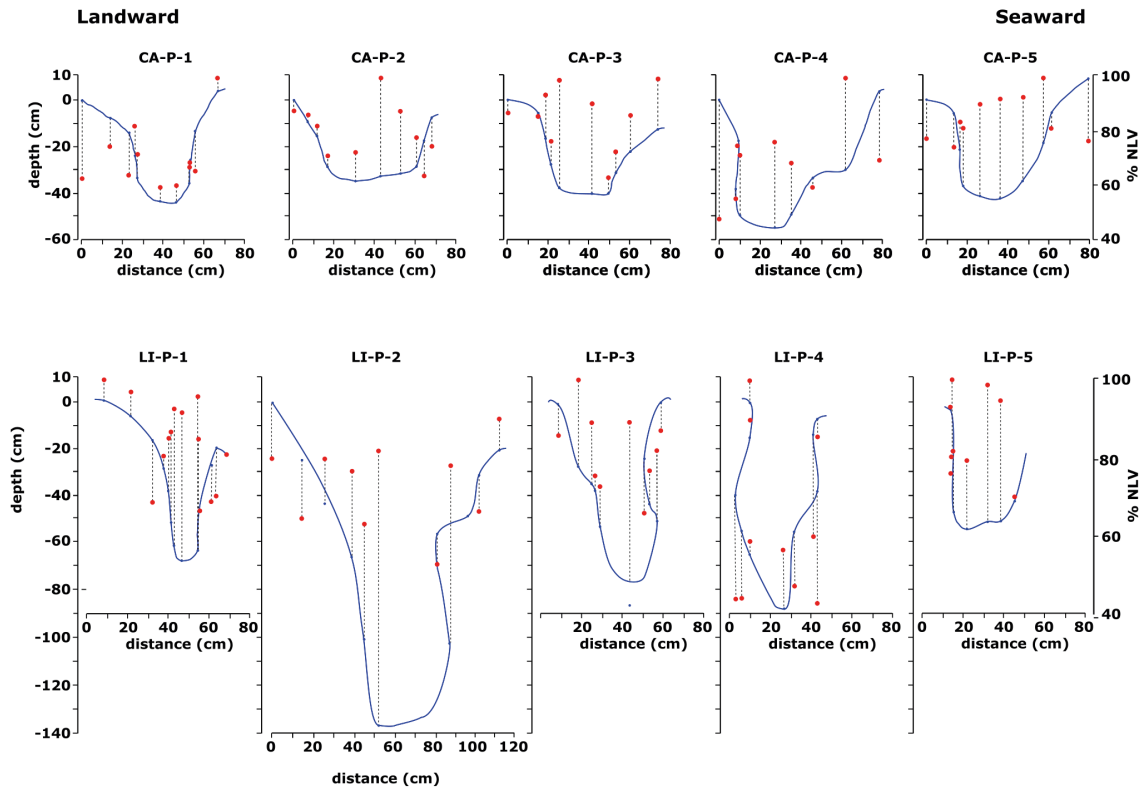 Landward Seaward
CA-P-1 CA-P-2 CA-P-3 CA-P-4 CA-P-5
depth (cm)
10
0
-20
-40
-60
0 20 40 60 80
distance (cm)
0 20 40 60 80
distance (cm)
0 20 40 60 80
distance (cm)
0 20 40 60 80
distance (cm)
0 20 40 60 80
distance (cm)
100
80
60
40
% NLV
LI-P-1 LI-P-2 LI-P-3 LI-P-4 LI-P-5
depth (cm)
10
0
-20
-40
-60
-80
-100
-120
-140
0 20 40 60 80
distance (cm)
0 20 40 60 80 100 120
distance (cm)
0 20 40 60 80
distance (cm)
0 20 40 60 80
distance (cm)
0 20 40 60 80
distance (cm)
100
80
60
40
% NLV